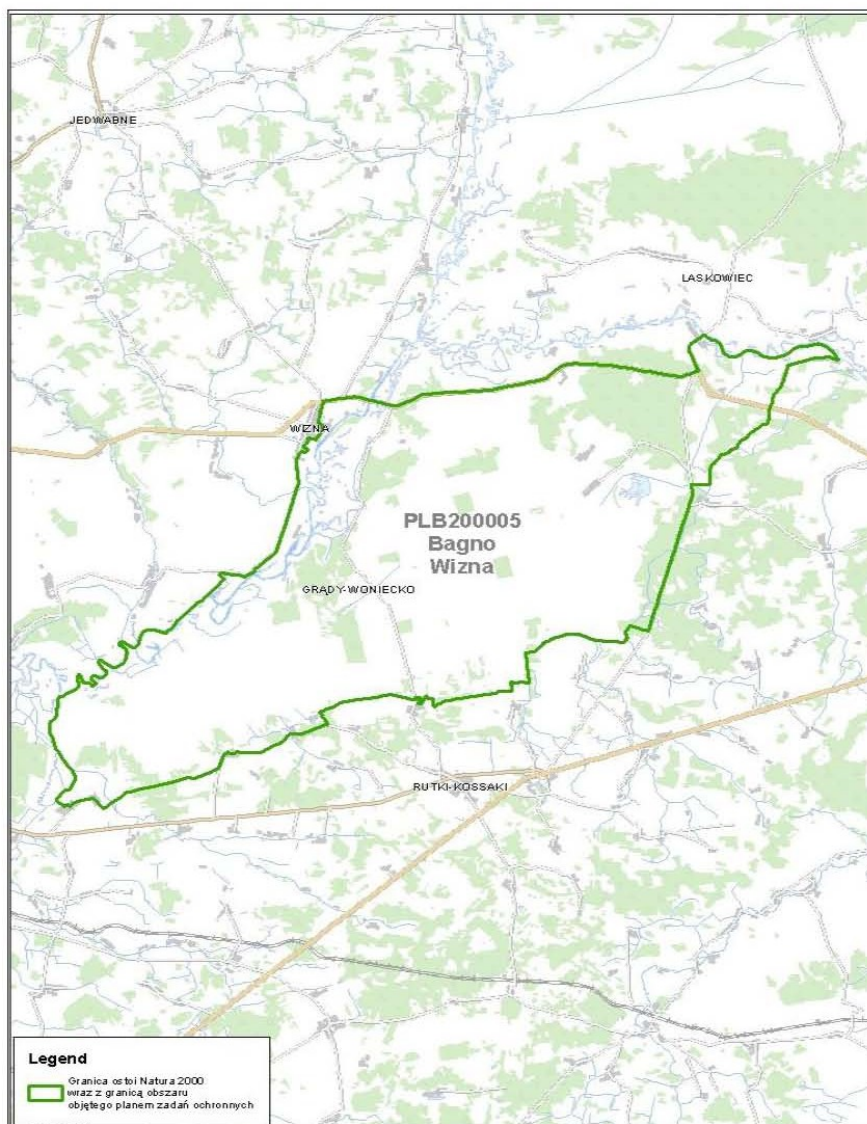 JEDWABNE
LASKOWIEC
WIZNA
PLB200005
Bagno
Wizna
GRĄDY-WONIECKO
RUTKI-KOSSAKI
Legend
Granica ostoi Natura 2000
wraz z granicą obszaru
objętego planem zadań ochronnych